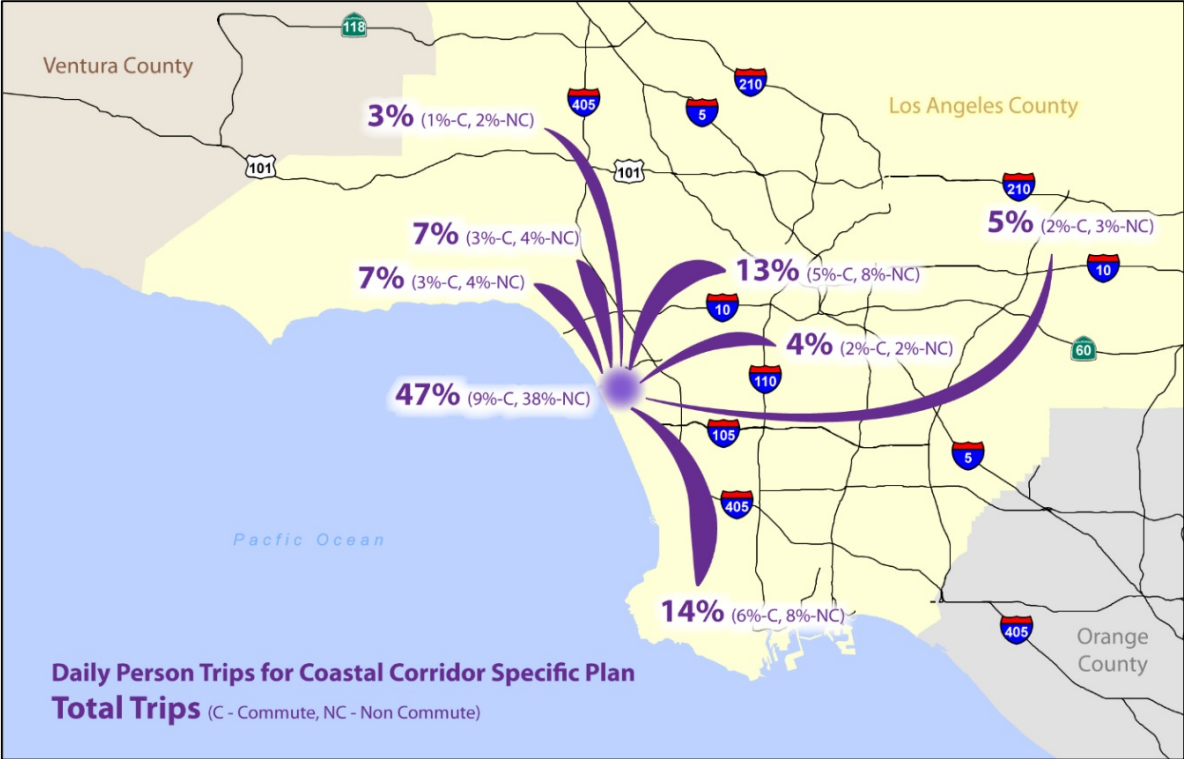 118
Ventura County
405
210
5
Los Angeles County
3% (1%-C, 2%-NC)
101
101
210
5% (2%-C, 3%-NC)
7% (3%-C, 4%-NC)
13% (5%-C, 8%-NC)
10
7% (3%-C, 4%-NC)
10
4% (2%-C, 2%-NC)
60
110
47% (9%-C, 38%-NC)
105
5
405
Pacfic Ocean
14% (6%-C, 8%-NC)
405
Orange
County
Daily Person Trips for Coastal Corridor Specific Plan
Total Trips (C - Commute, NC - Non Commute)